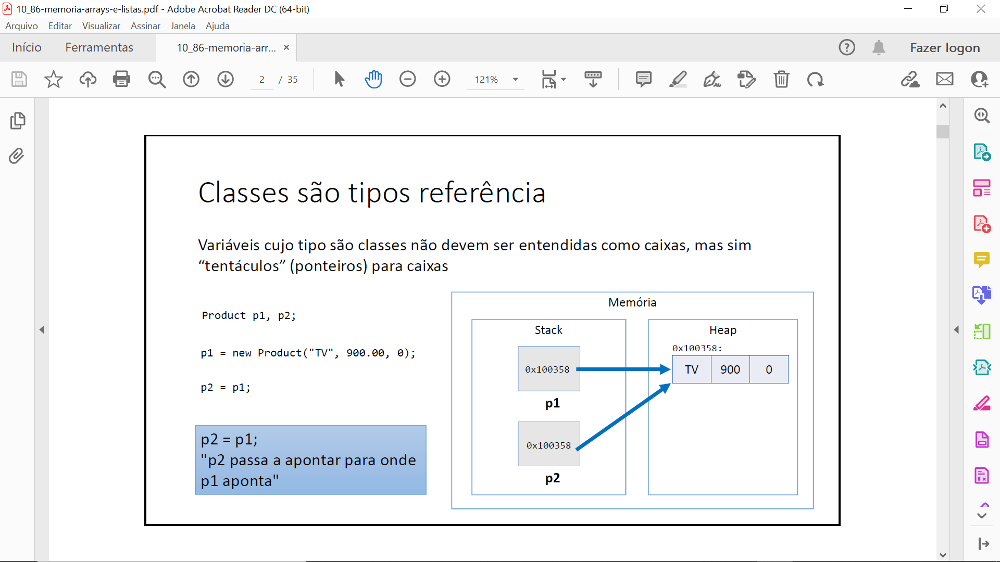 10_86-memoria-arrays-e-listas.pdf - Adobe Acrobat Reader DC (64-bit)
Arquivo Editar Visualizar Assinar Janela Ajuda
Início Ferramentas 10_86-memoria-arr... × Fazer logon
2 / 35 121%
Classes são tipos referência
Variáveis cujo tipo são classes não devem ser entendidas como caixas, mas sim
“tentáculos” (ponteiros) para caixas
Product p1, p2;
p1 = new Product("TV", 900.00, 0);
p2 = p1;
p2 = p1;
"p2 passa a apontar para onde
p1 aponta"
Memória
Stack
0x100358
p1
0x100358
p2
Heap
0x100358:
TV 900 0